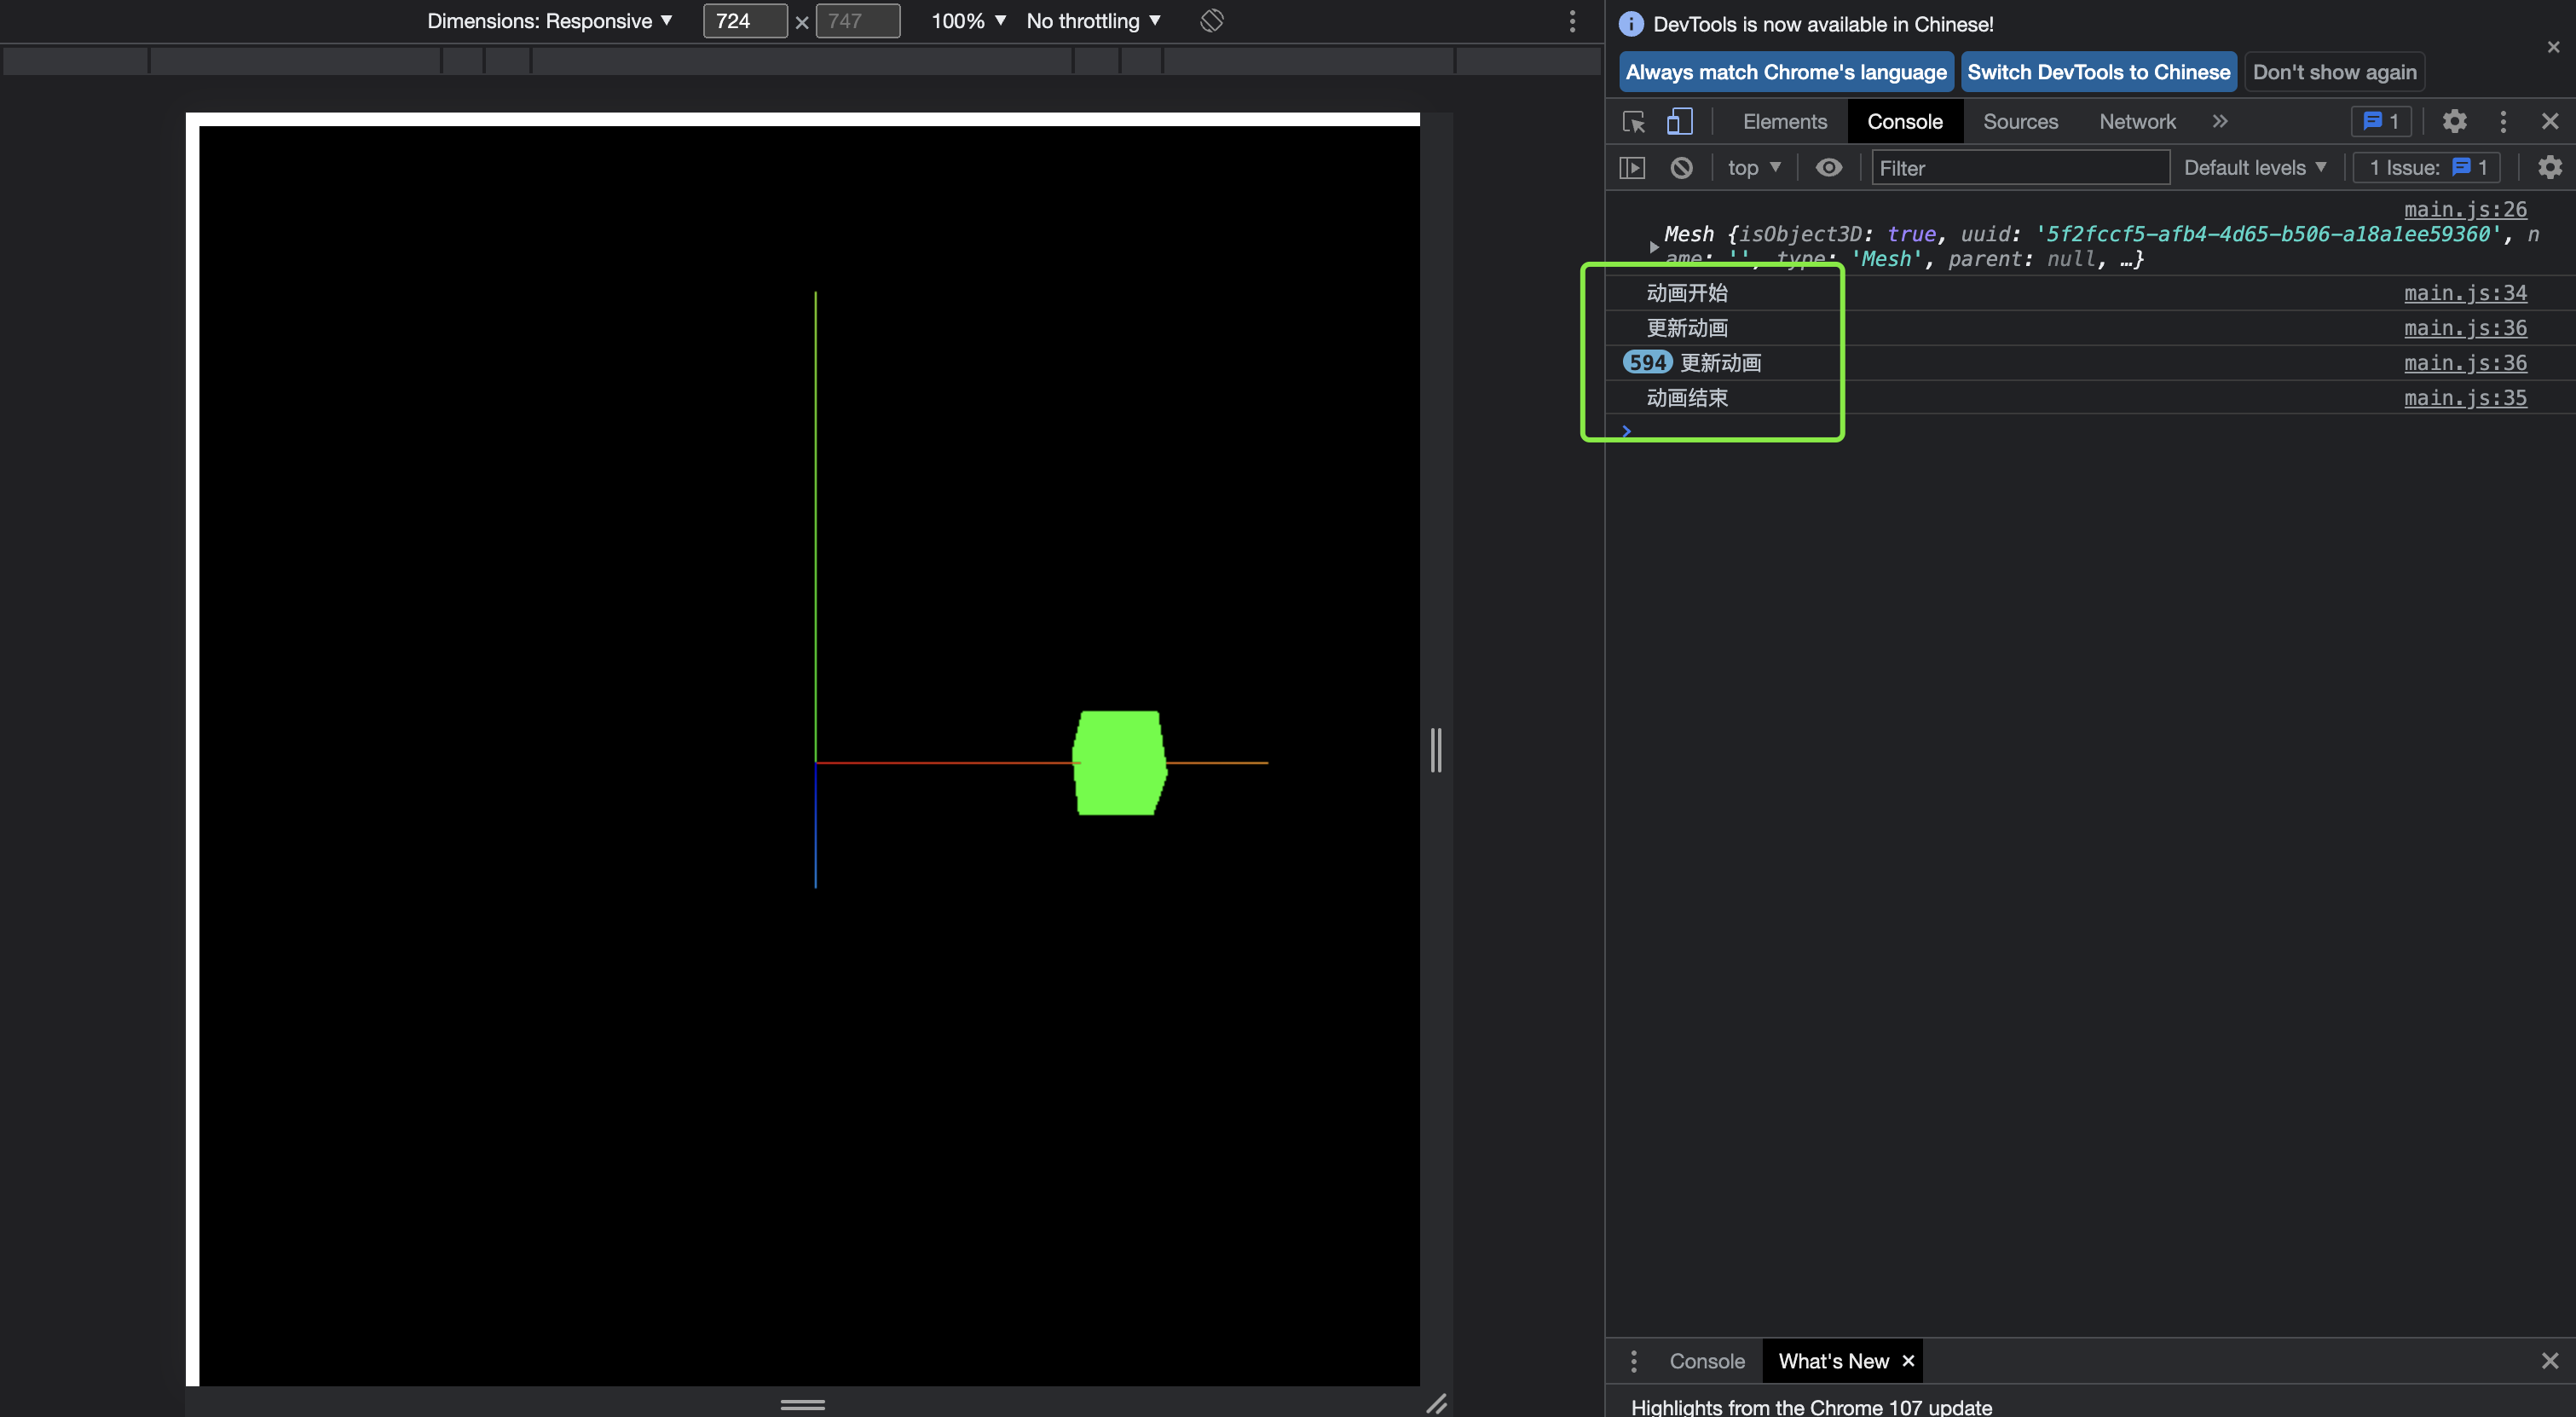 Dimensions: Responsive ▼ 724 × 747 100% ▼ No throttling ▼
DevTools is now available in Chinese!
Always match Chrome's language Switch DevTools to Chinese Don't show again
Elements Console Sources Network » 1
top ▼ Filter Default levels ▼ 1 Issue: 1
main.js:26
Mesh {isObject3D: true, uuid: '5f2fccf5-afb4-4d65-b506-a18a1ee59360', n
ame: '', type: 'Mesh', parent: null, …}
动画开始 main.js:34
更新动画 main.js:36
594 更新动画 main.js:36
动画结束 main.js:35
Console What's New ×
Highlights from the Chrome 107 update